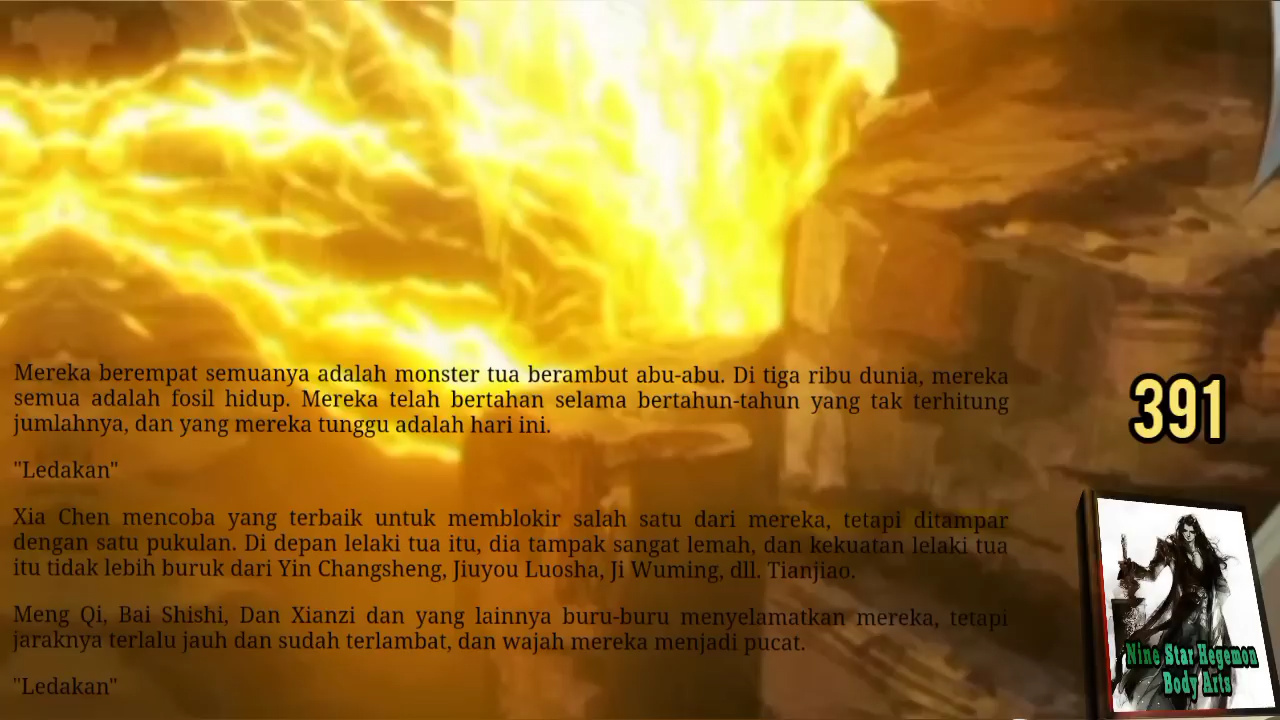 Mereka berempat semuanya adalah monster tua berambut abu-abu. Di tiga ribu dunia, mereka
semua adalah fosil hidup. Mereka telah bertahan selama bertahun-tahun yang tak terhitung
jumlahnya, dan yang mereka tunggu adalah hari ini.
"Ledakan"
Xia Chen mencoba yang terbaik untuk memblokir salah satu dari mereka, tetapi ditampar
dengan satu pukulan. Di depan lelaki tua itu, dia tampak sangat lemah, dan kekuatan lelaki tua
itu tidak lebih buruk dari Yin Changsheng, Jiuyou Luosha, Ji Wuming, dll. Tianjiao.
Meng Qi, Bai Shishi, Dan Xianzi dan yang lainnya buru-buru menyelamatkan mereka, tetapi
jaraknya terlalu jauh dan sudah terlambat, dan wajah mereka menjadi pucat.
"Ledakan"
391
Nine Star Hegemon
Body Arts